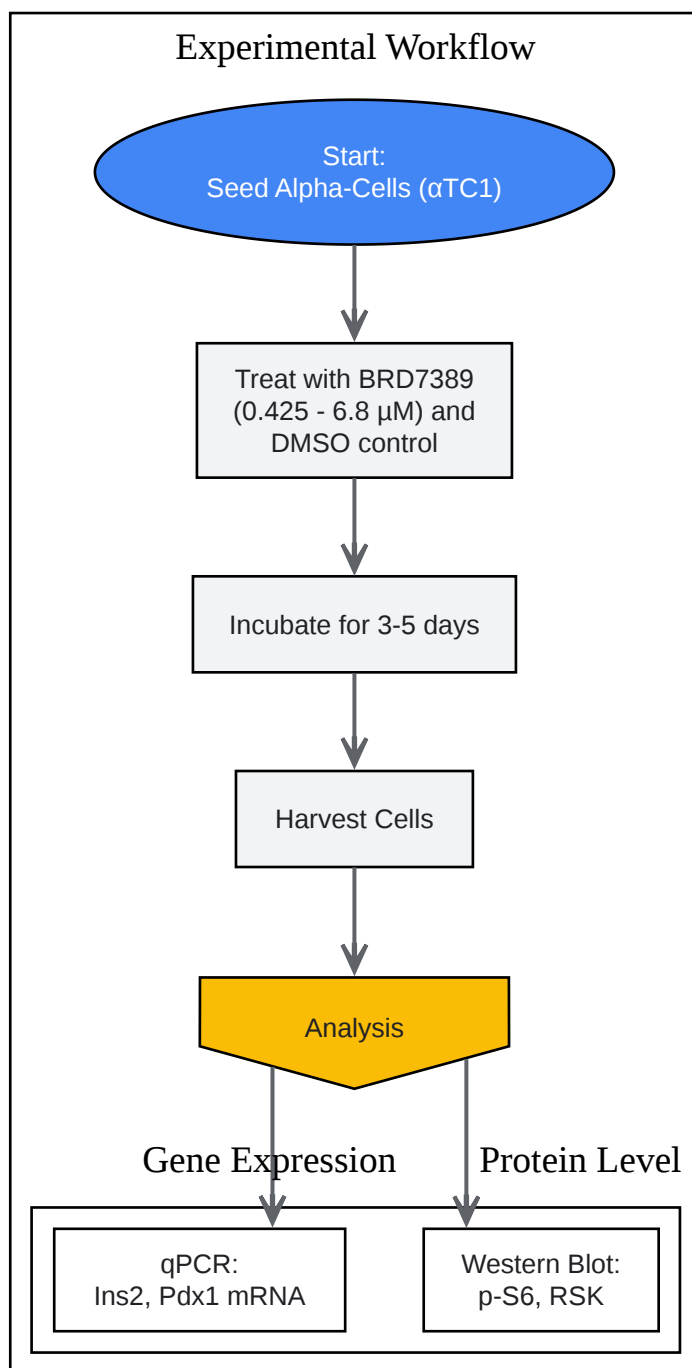 Experimental Workflow
Start:
Seed Alpha-Cells (αTC1)
Treat with BRD7389
(0.425 - 6.8 µM) and
DMSO control
Incubate for 3-5 days
Harvest Cells
Analysis
Gene Expression
Protein Level
qPCR:
Ins2, Pdx1 mRNA
Western Blot:
p-S6, RSK